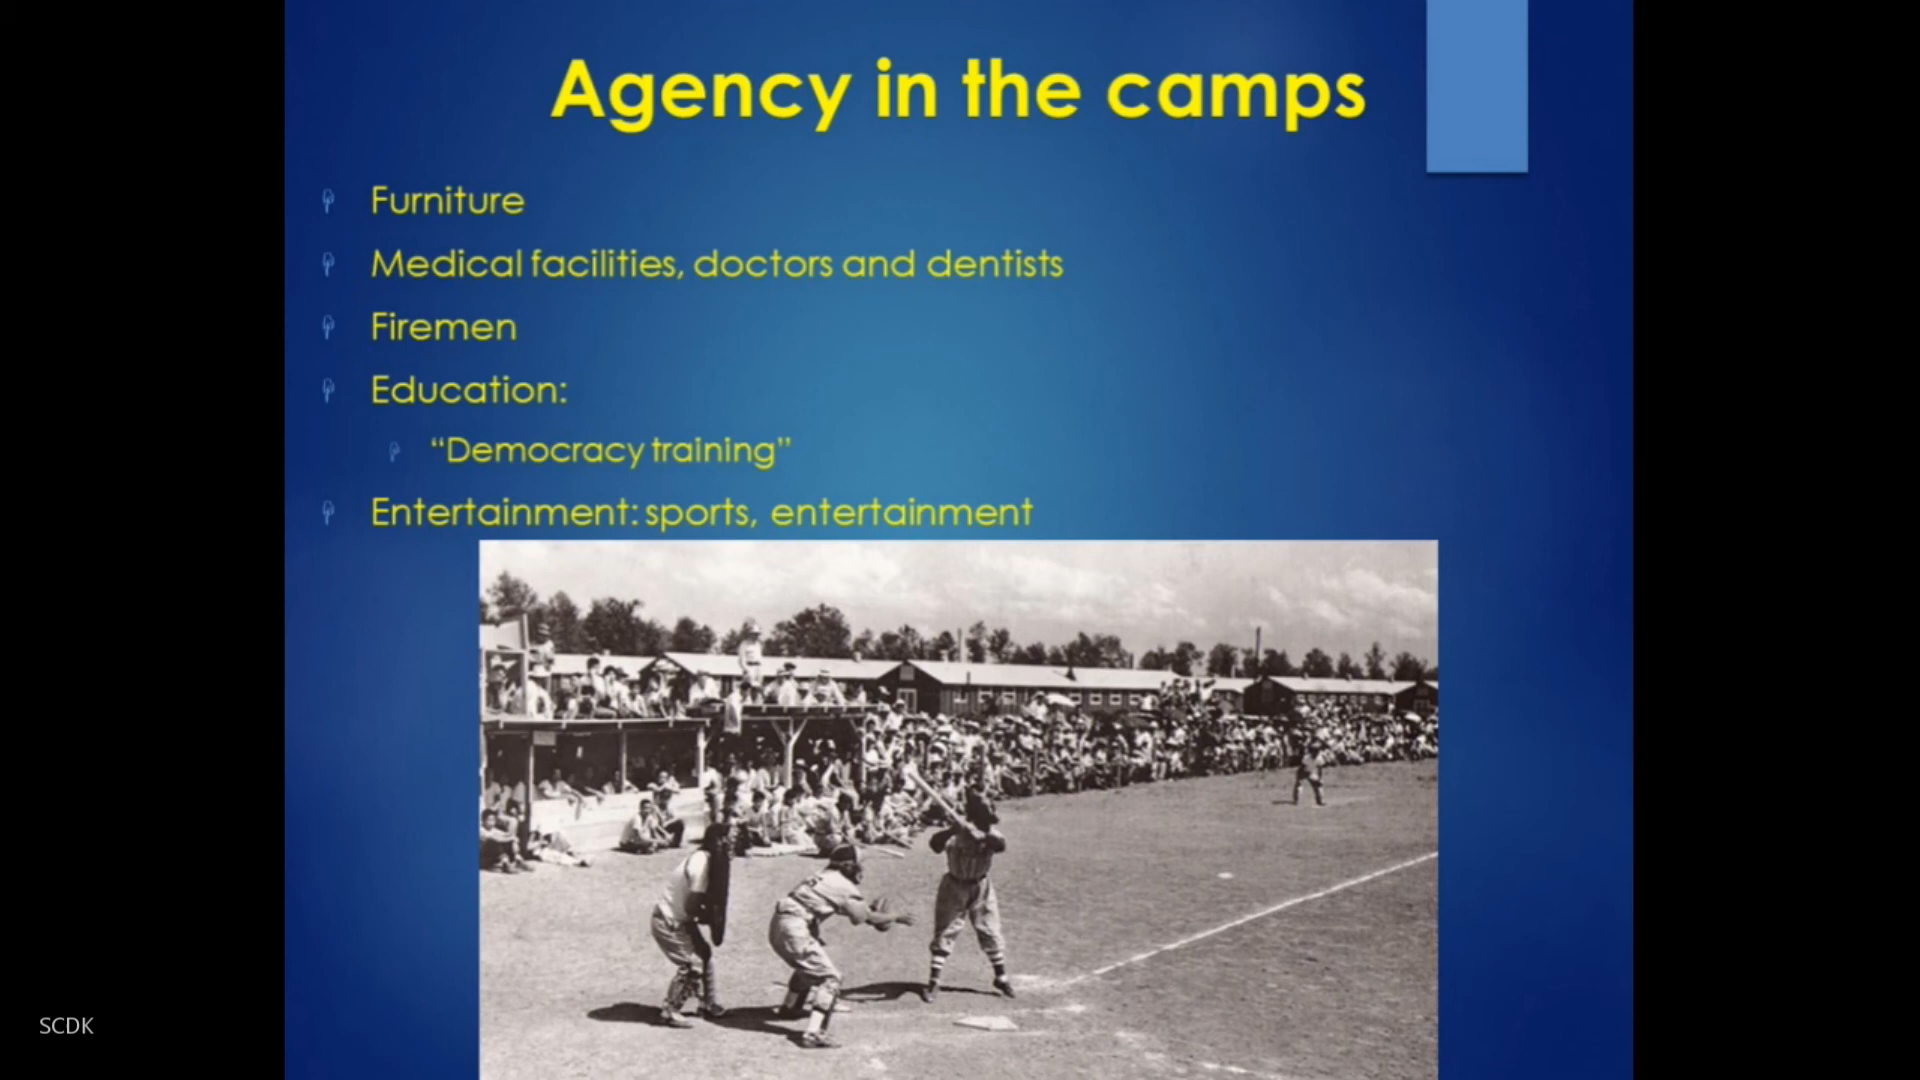 Agency in the camps
Furniture
Medical facilities, doctors and dentists
Firemen
Education:
“Democracy training”
Entertainment: sports, entertainment
SCDK